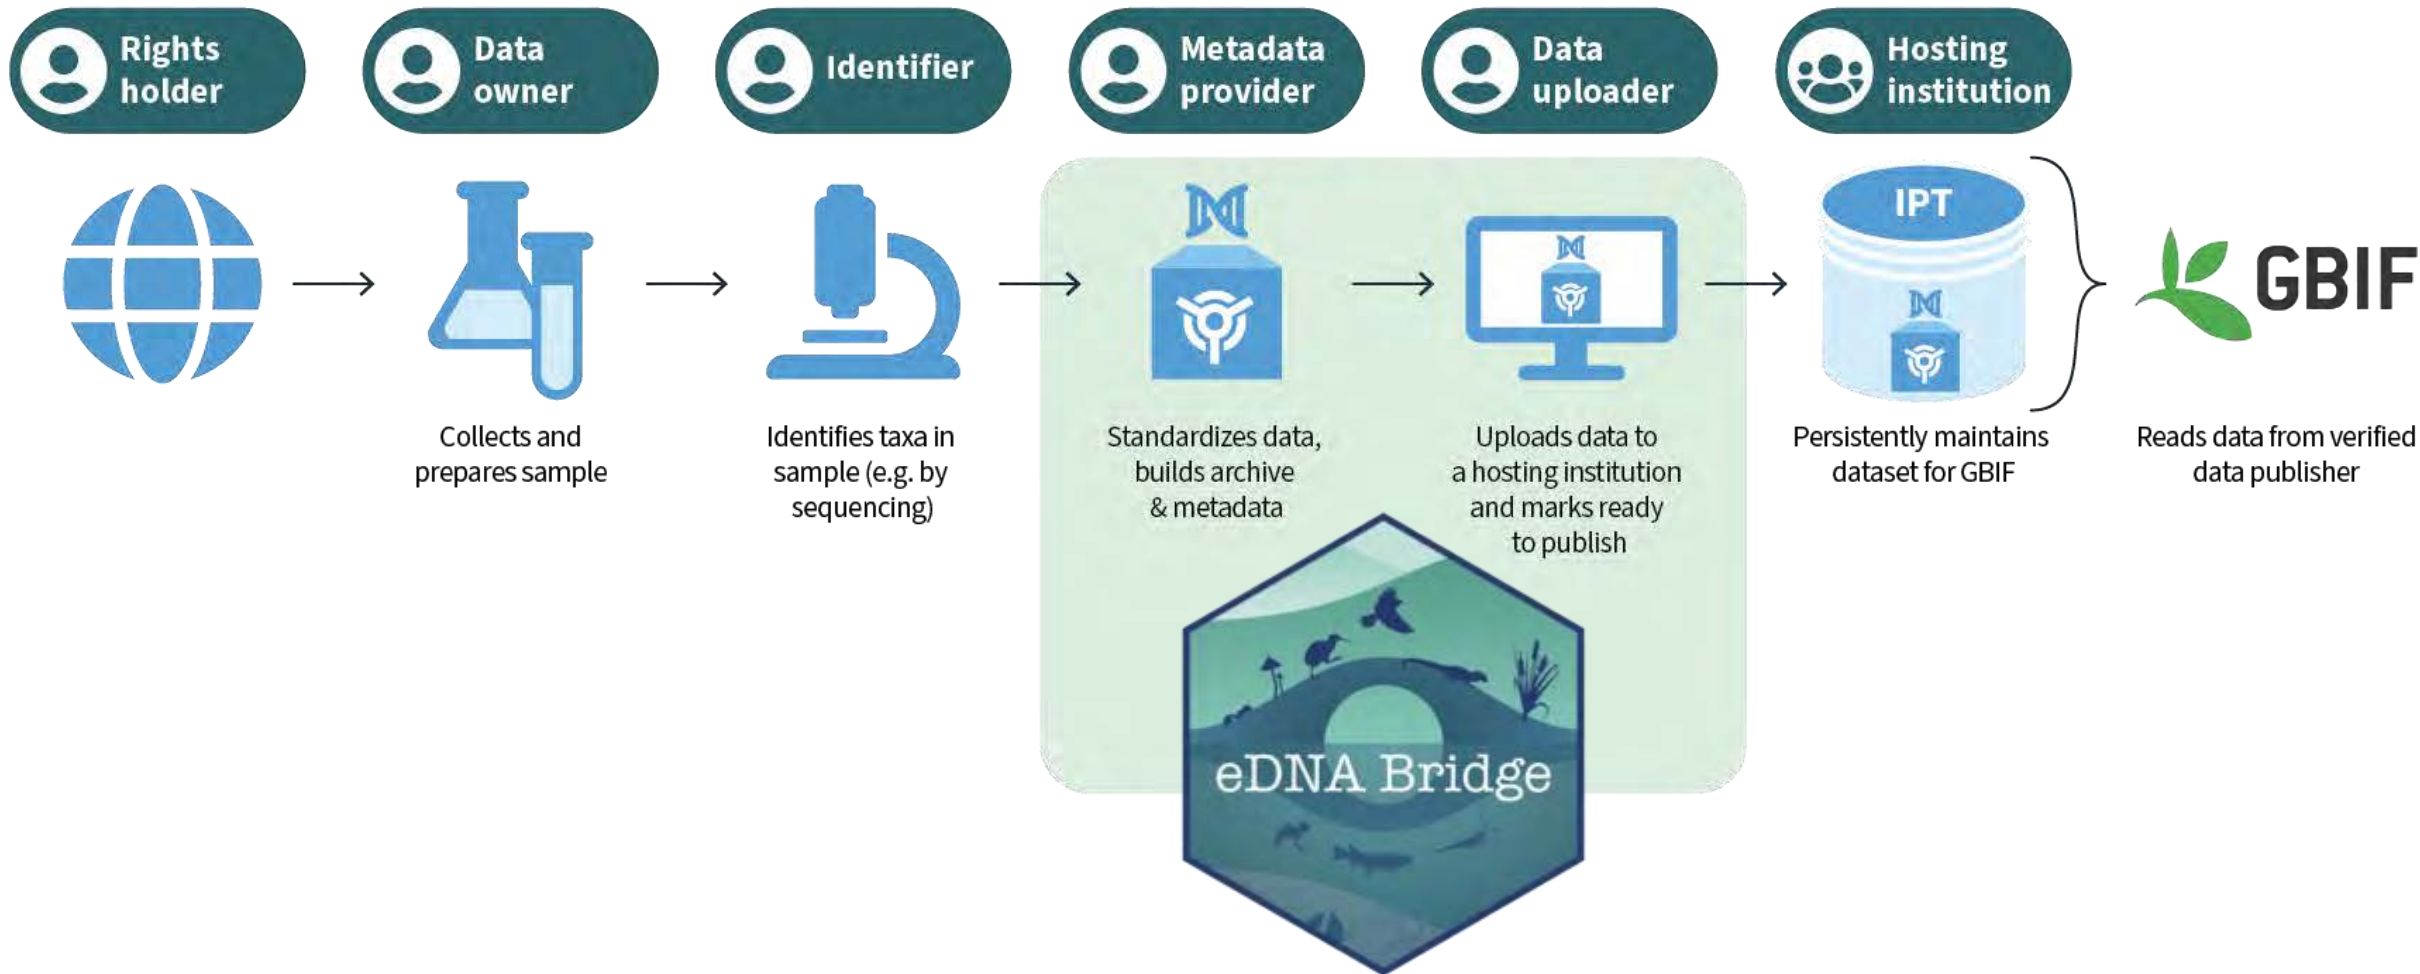 Rights
holder
Data
owner
Identifier
Metadata
provider
Data
uploader
Hosting
institution
IPT
GBIF
Collects and
prepares sample
Identifies taxa in
sample (e.g. by
sequencing)
Standardizes data,
builds archive
& metadata
Uploads data to
a hosting institution
and marks ready
to publish
Persistently maintains
dataset for GBIF
Reads data from verified
data publisher
eDNA Bridge